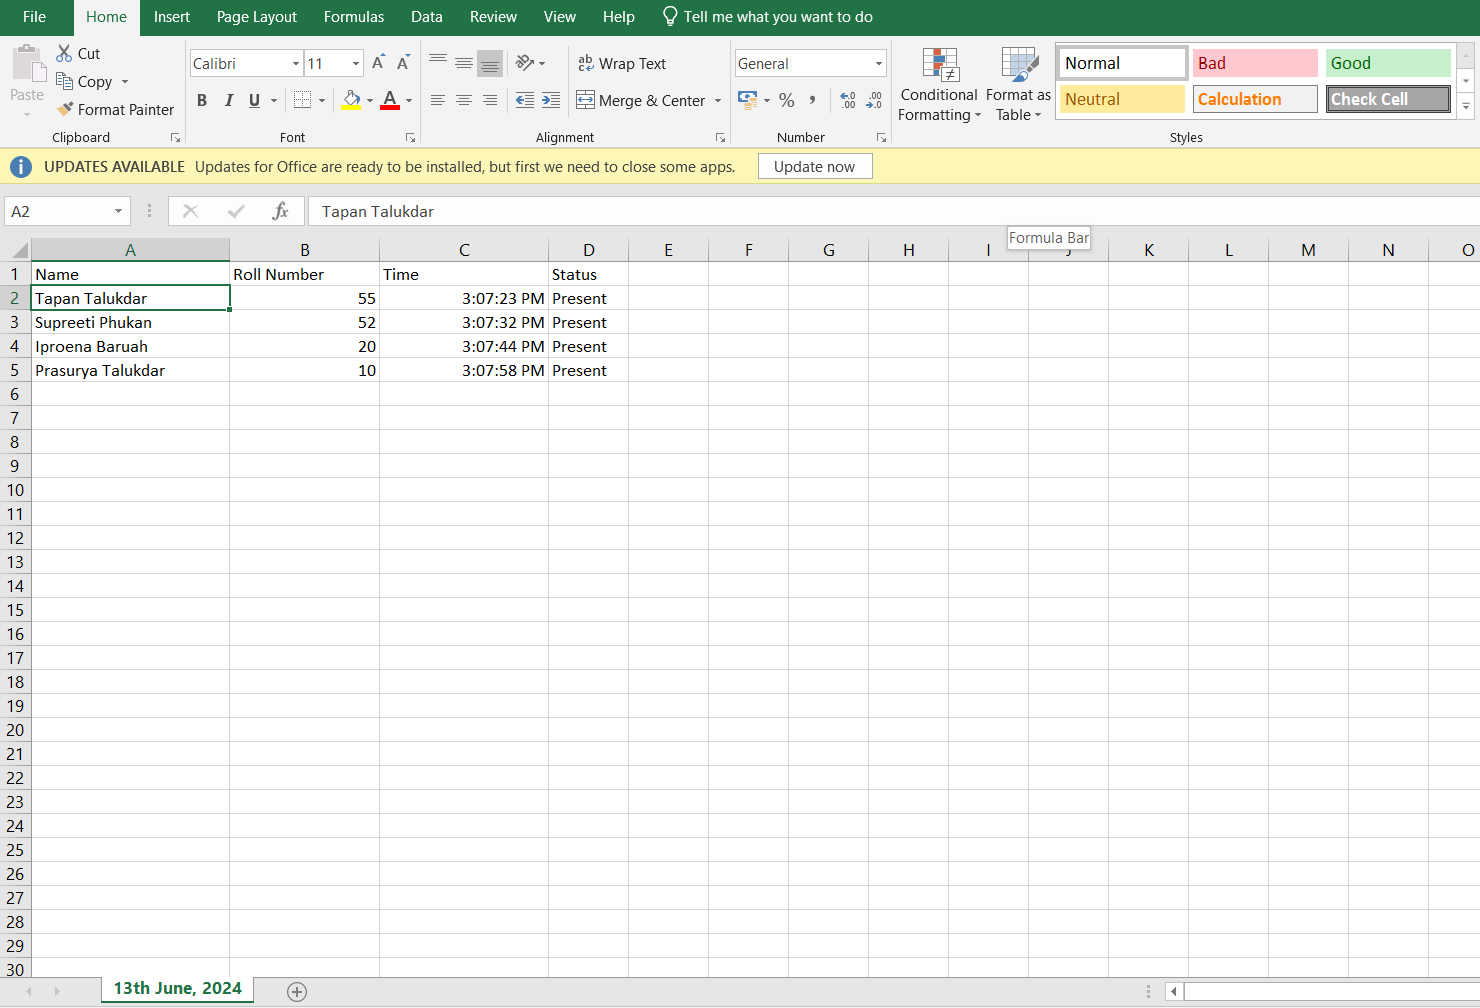 File Home Insert Page Layout Formulas Data Review View Help Tell me what you want to do
Paste
Cut
Copy
Format Painter
Clipboard
Calibri 11
B I U
Font
Wrap Text
Merge & Center
Alignment
General
% , .00
Number
Conditional Formatting
Format as Table
Normal Bad Good
Neutral Calculation Check Cell
Styles
UPDATES AVAILABLE Updates for Office are ready to be installed, but first we need to close some apps. Update now
A2 fx Tapan Talukdar
Formula Bar
A B C D E F G H I J K L M N O
1 Name Roll Number Time Status
2 Tapan Talukdar 55 3:07:23 PM Present
3 Supreeti Phukan 52 3:07:32 PM Present
4 Iproena Baruah 20 3:07:44 PM Present
5 Prasurya Talukdar 10 3:07:58 PM Present
6
7
8
9
10
11
12
13
14
15
16
17
18
19
20
21
22
23
24
25
26
27
28
29
30
13th June, 2024